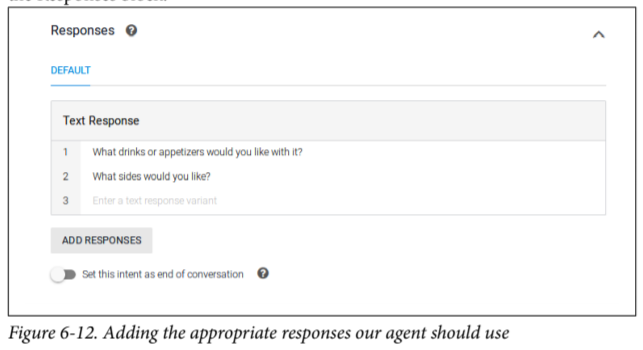 Responses
DEFAULT
Text Response
1 What drinks or appetizers would you like with it?
2 What sides would you like?
3 Enter a text response variant
ADD RESPONSES
Set this intent as end of conversation
Figure 6-12. Adding the appropriate responses our agent should use